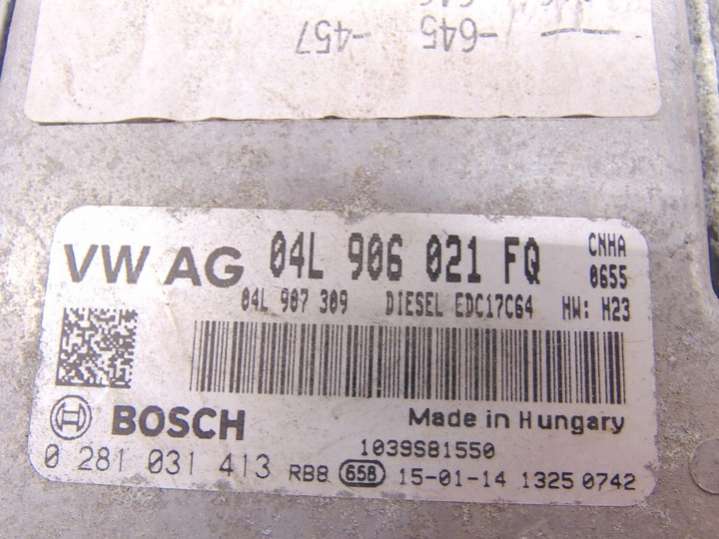 -645 -457
VW AG 04L 906 021 FQ CNHA
0655
04L 907 309 DIESEL EDC17C64 HW: H23
BOSCH Made in Hungary
1039S81550
0 281 031 413 RB8 658 15-01-14 1325 0742